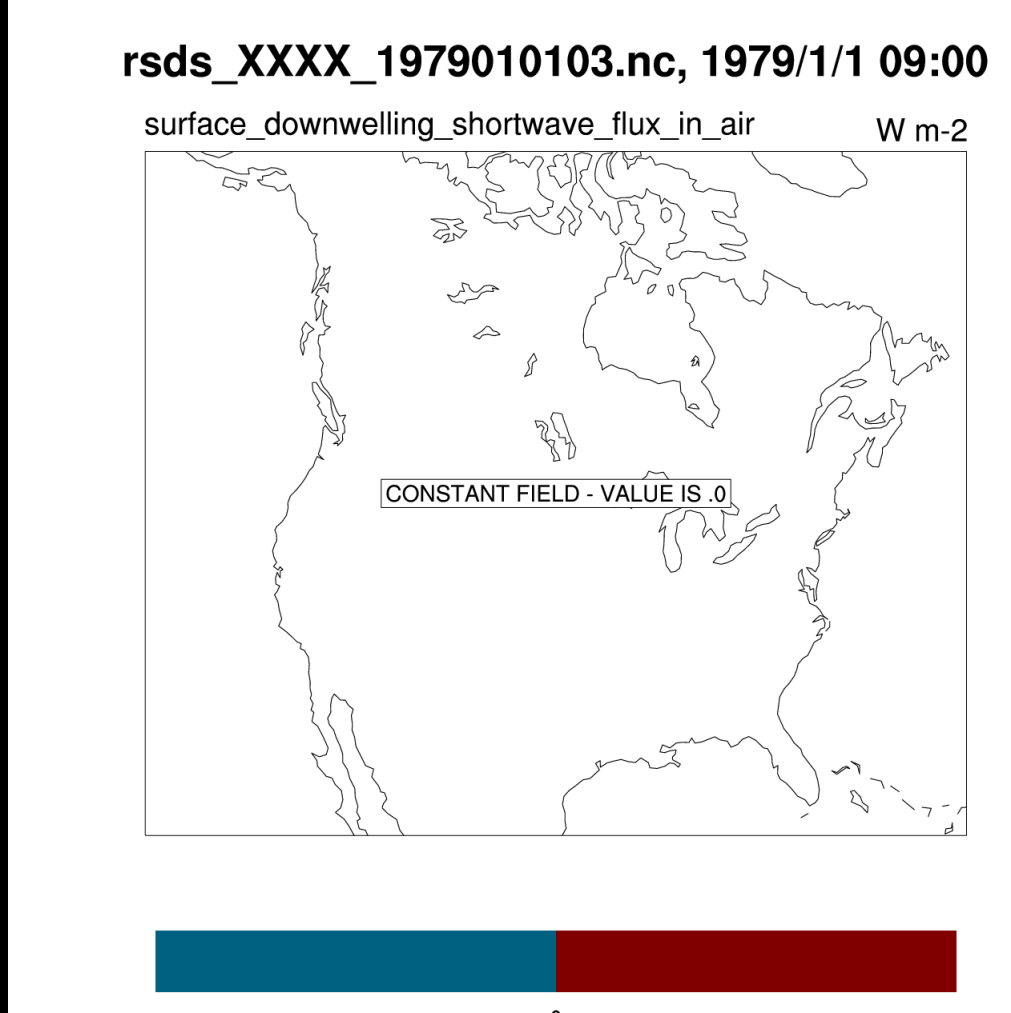 rsds_XXXX_1979010103.nc, 1979/1/1 09:00
surface_downwelling_shortwave_flux_in_air
W m-2
CONSTANT FIELD - VALUE IS .0